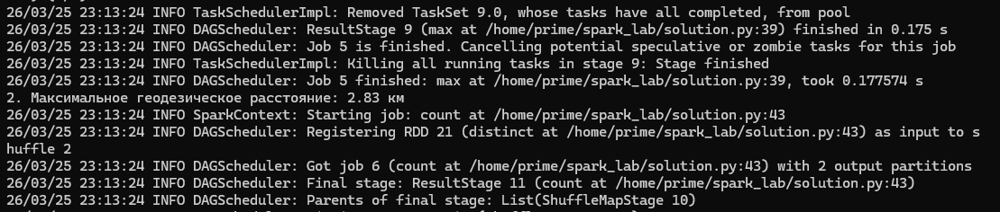 26/03/25 23:13:24 INFO TaskSchedulerImpl: Removed TaskSet 9.0, whose tasks have all completed, from pool
26/03/25 23:13:24 INFO DAGScheduler: ResultStage 9 (max at /home/prime/spark_lab/solution.py:39) finished in 0.175 s
26/03/25 23:13:24 INFO DAGScheduler: Job 5 is finished. Cancelling potential speculative or zombie tasks for this job
26/03/25 23:13:24 INFO TaskSchedulerImpl: Killing all running tasks in stage 9: Stage finished
26/03/25 23:13:24 INFO DAGScheduler: Job 5 finished: max at /home/prime/spark_lab/solution.py:39, took 0.177574 s
2. Максимальное геодезическое расстояние: 2.83 км
26/03/25 23:13:24 INFO SparkContext: Starting job: count at /home/prime/spark_lab/solution.py:43
26/03/25 23:13:24 INFO DAGScheduler: Registering RDD 21 (distinct at /home/prime/spark_lab/solution.py:43) as input to s
huffle 2
26/03/25 23:13:24 INFO DAGScheduler: Got job 6 (count at /home/prime/spark_lab/solution.py:43) with 2 output partitions
26/03/25 23:13:24 INFO DAGScheduler: Final stage: ResultStage 11 (count at /home/prime/spark_lab/solution.py:43)
26/03/25 23:13:24 INFO DAGScheduler: Parents of final stage: List(ShuffleMapStage 10)